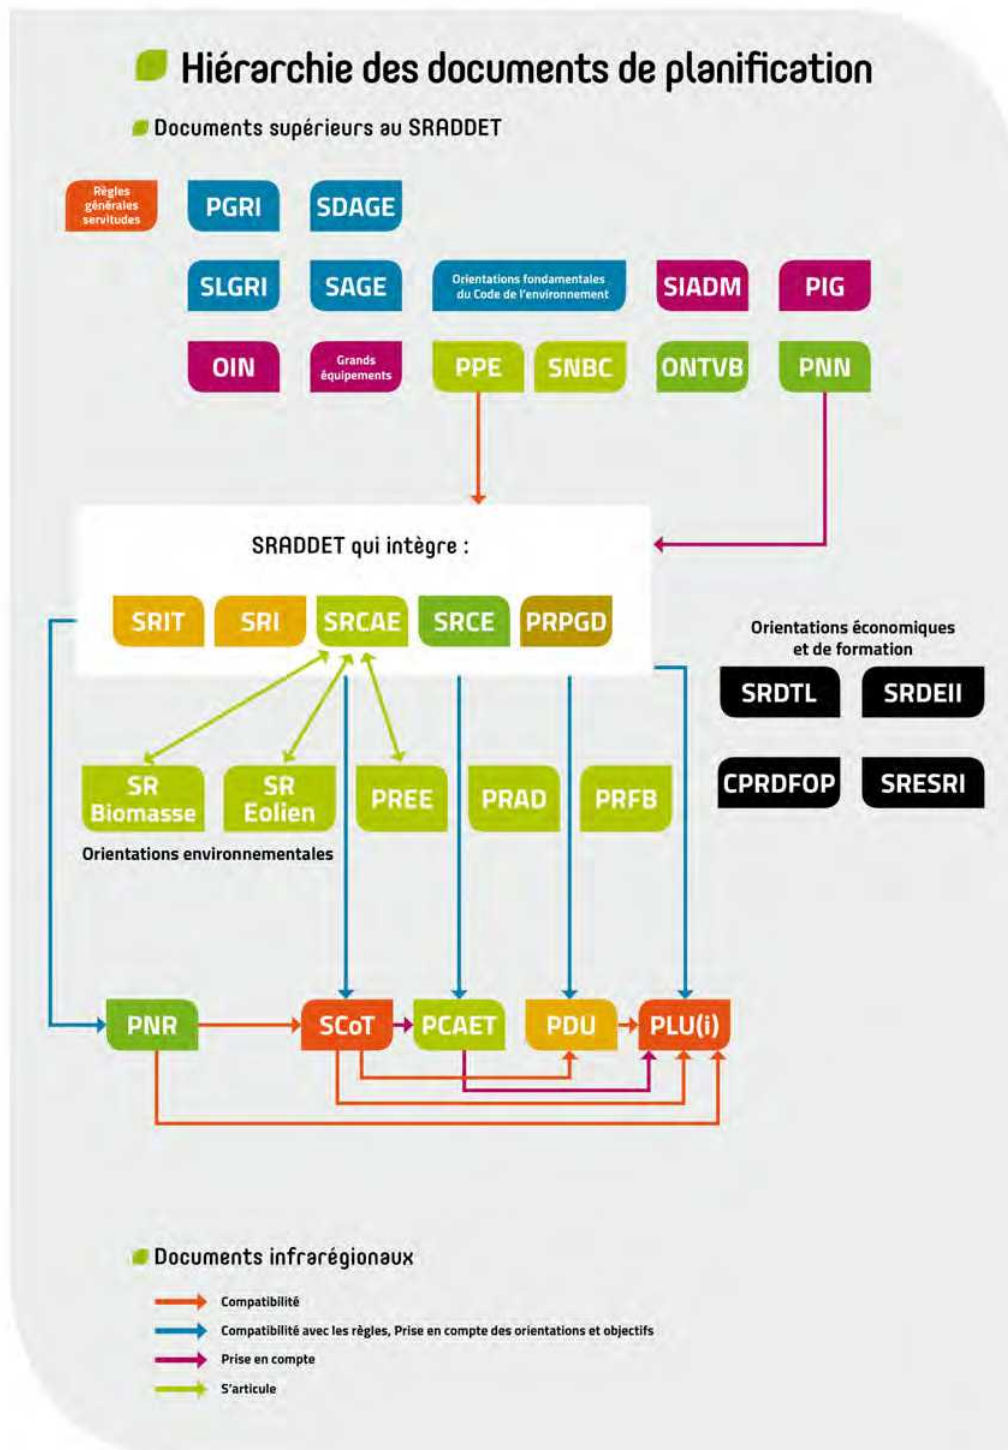 Hiérarchie des documents de planification
Documents supérieurs au SRADDET
Règles
générales
servitudes
PGRI
SDAGE
SLGRI
SAGE
Orientations fondamentales
du Code de l'environnement
SIADM
PIG
OIN
Grands
équipements
PPE
SNBC
ONTVB
PNN
SRADDET qui intègre :
SRIT
SRI
SRCAE
SRCE
PRPGD
Orientations économiques
et de formation
SRDTL
SRDEII
CPRDFOP
SRESRI
SR
Biomasse
SR
Eolien
PREE
PRAD
PRFB
Orientations environnementales
PNR
SCoT
PCAET
PDU
PLU(i)
Documents infrarégionaux
Compatibilité
Compatibilité avec les règles, Prise en compte des orientations et objectifs
Prise en compte
S'articule